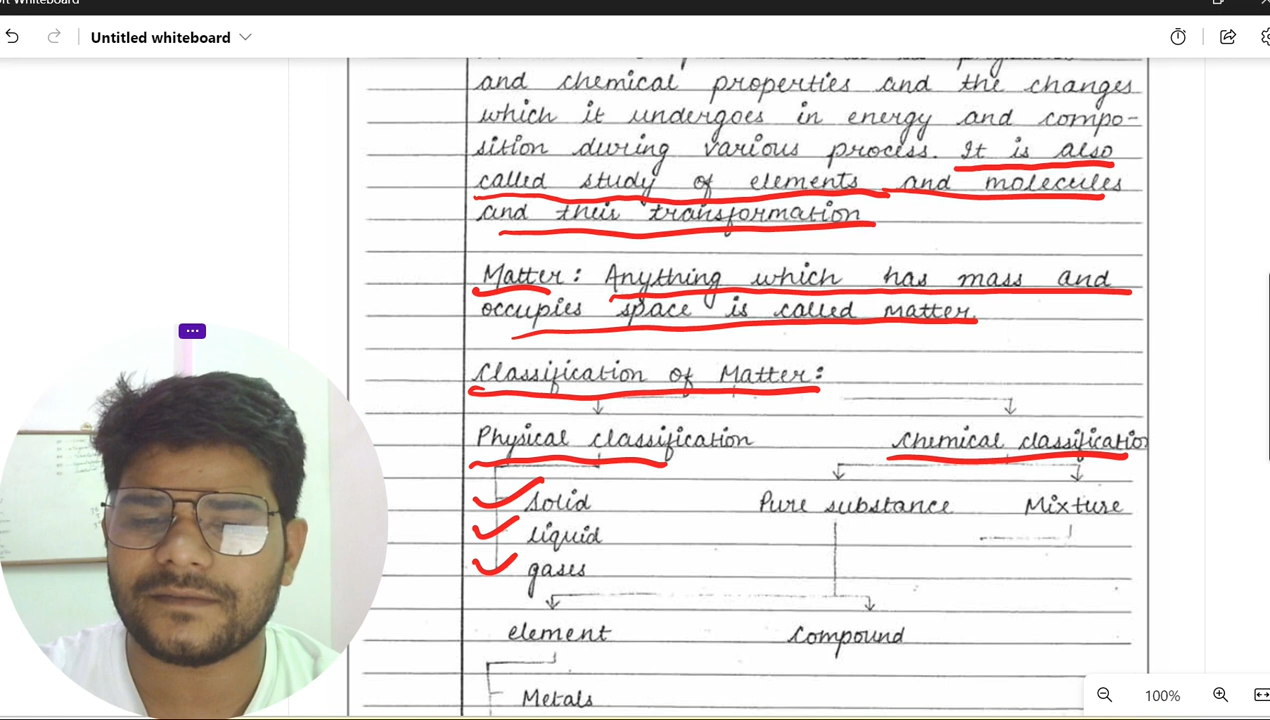 Whiteboard
Untitled whiteboard
and chemical properties and the changes
which it undergoes in energy and compo-
sition during various process. It is also
called study of elements and molecules
and their transformation
Matter: Anything which has mass and
occupies space is called matter.
Classification of Matter:
Physical classification
Chemical classificatio
solid
Pure substance
Mixture
liquid
gases
element
Compound
Metals
100%